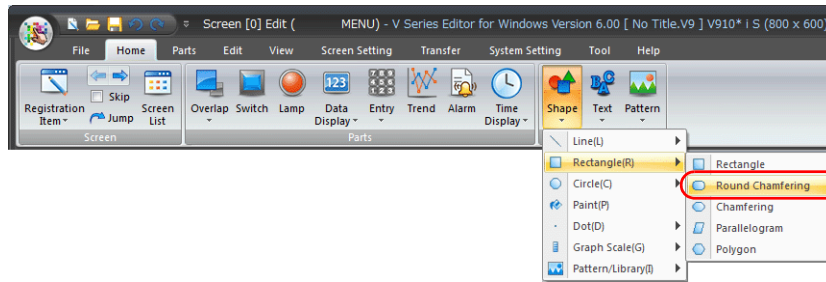 Screen [0] Edit ( MENU) - V Series Editor for Windows Version 6.00 [ No Title.V9 ] V910* i S (800 x 600)
File Home Parts Edit View Screen Setting Transfer System Setting Tool Help
Registration Item
Skip
Jump
Screen List
Overlap
Switch
Lamp
123
Data Display
Entry
Trend
Alarm
Time Display
Shape
Text
Pattern
Screen
Parts
Line(L)
Rectangle(R)
Circle(C)
Paint(P)
Dot(D)
Graph Scale(G)
Pattern/Library(I)
Rectangle
Round Chamfering
Chamfering
Parallelogram
Polygon